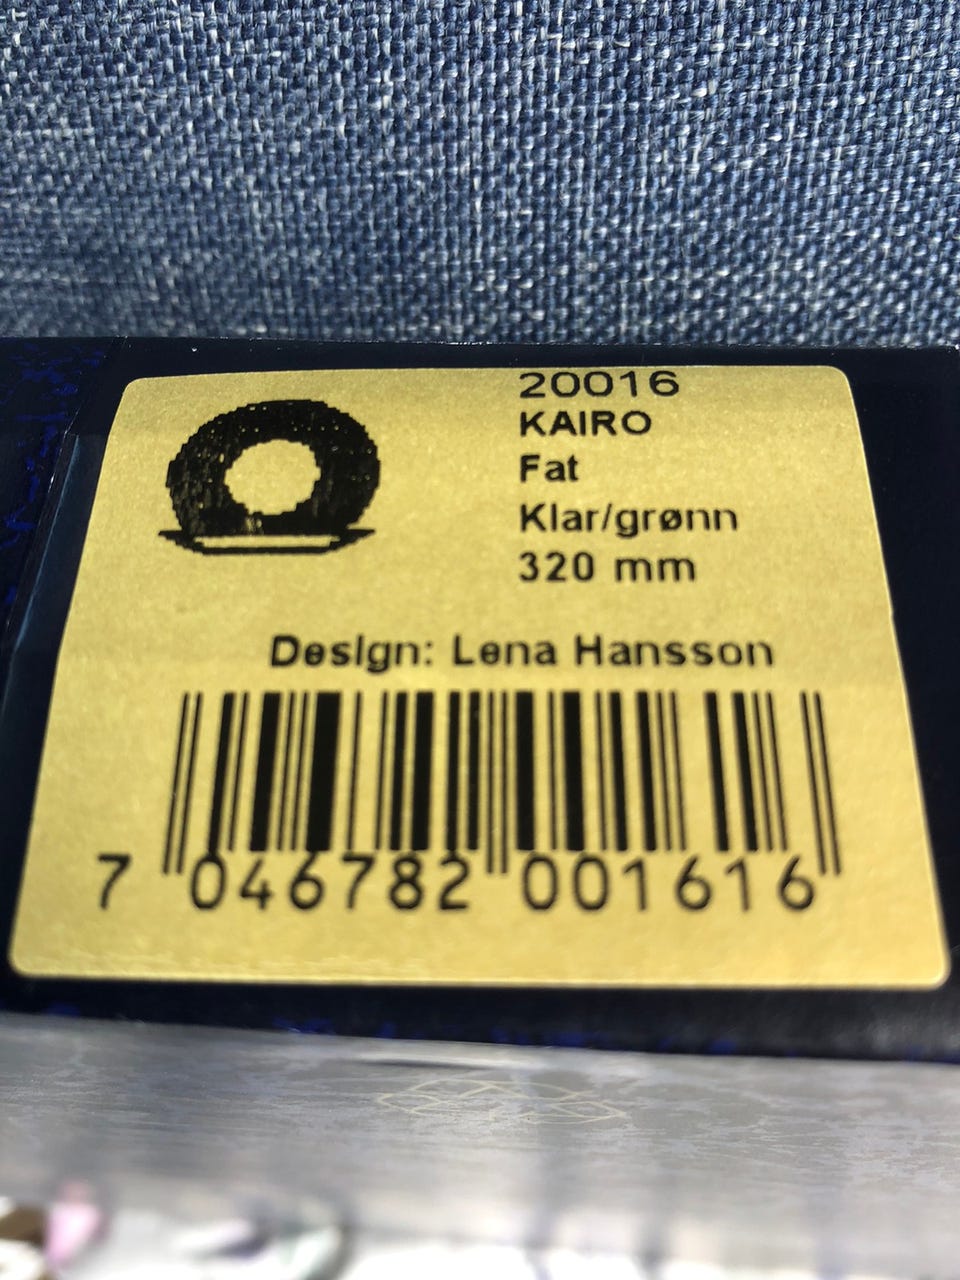 20016
KAIRO
Fat
Klar/grønn
320 mm
Design: Lena Hansson
7 046782 001616